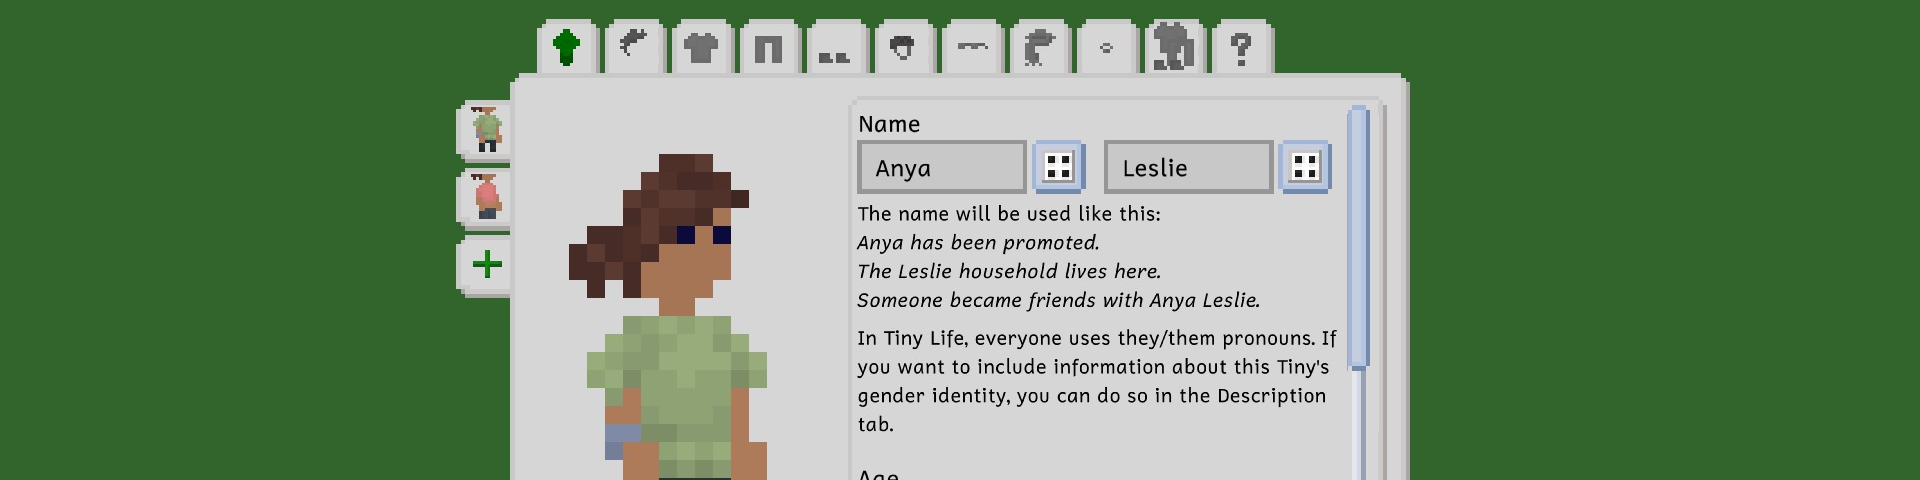 ?
Name
Anya Leslie
The name will be used like this:
Anya has been promoted.
The Leslie household lives here.
Someone became friends with Anya Leslie.
In Tiny Life, everyone uses they/them pronouns. If
you want to include information about this Tiny's
gender identity, you can do so in the Description
tab.
Age